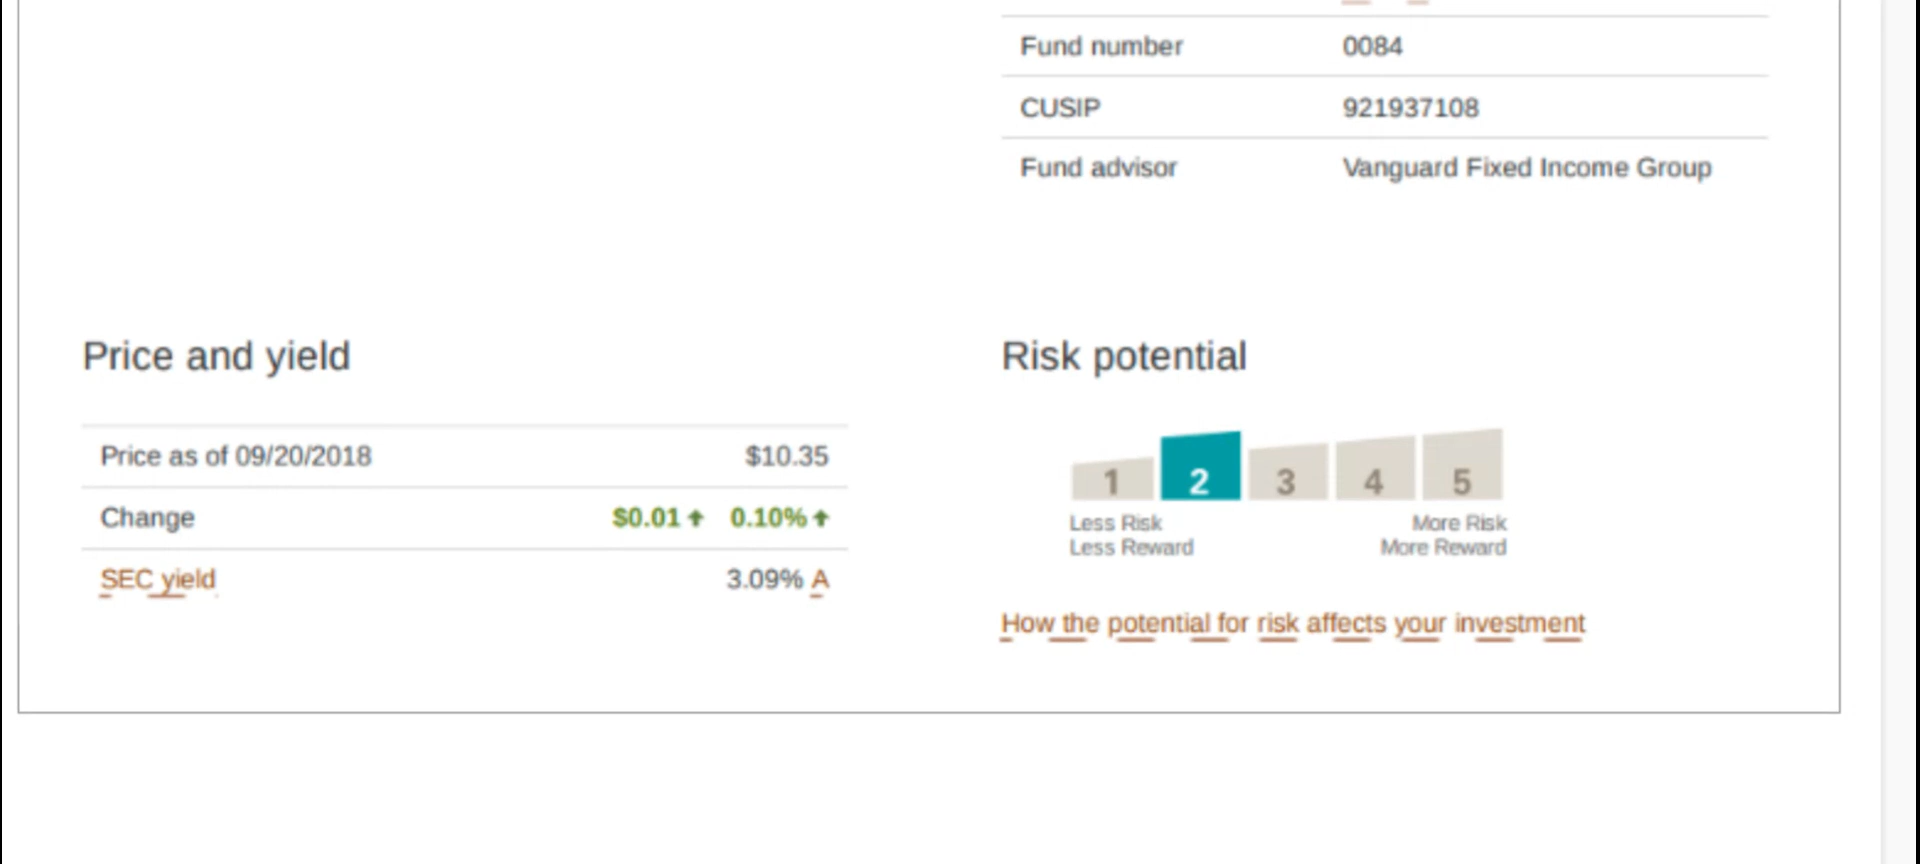 Fund number 0084
CUSIP 921937108
Fund advisor Vanguard Fixed Income Group
Price and yield
Price as of 09/20/2018 $10.35
Change $0.01 0.10%
SEC yield 3.09% A
Risk potential
1 2 3 4 5
Less Risk More Risk
Less Reward More Reward
How the potential for risk affects your investment